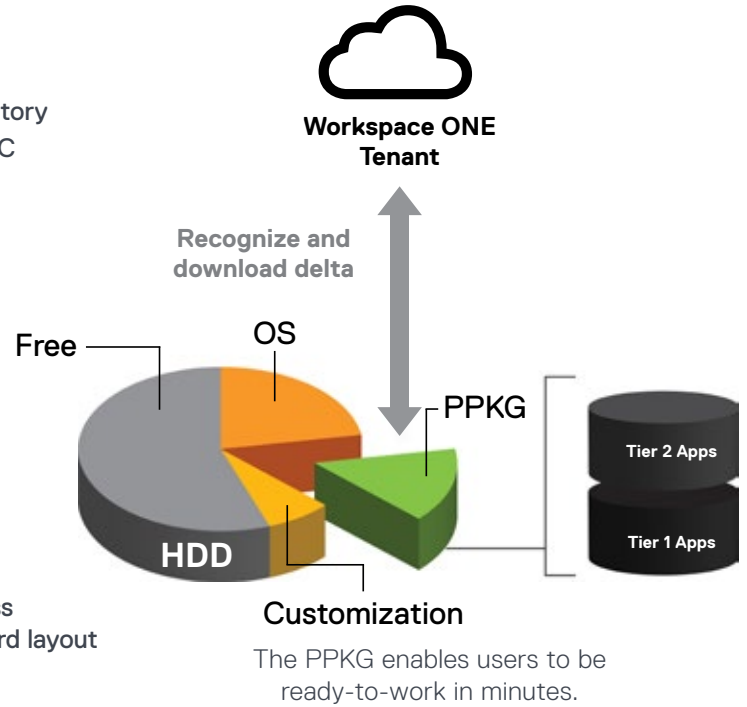 Workspace ONE
Tenant
Recognize and
download delta
Free
OS
PPKG
Tier 2 Apps
Tier 1 Apps
HDD
Customization
rd layout
The PPKG enables users to be
ready-to-work in minutes.